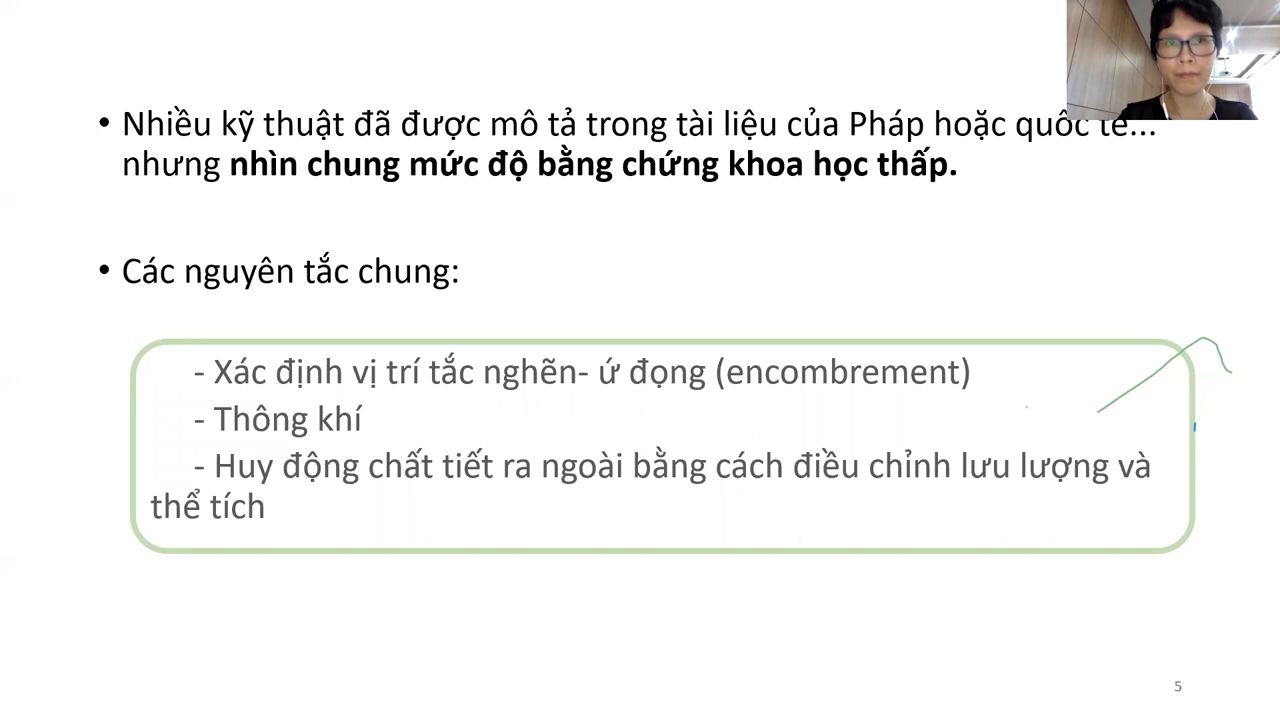 • Nhiều kỹ thuật đã được mô tả trong tài liệu của Pháp hoặc quốc tế...
nhưng nhìn chung mức độ bằng chứng khoa học thấp.
• Các nguyên tắc chung:
- Xác định vị trí tắc nghẽn- ứ đọng (encombrement)
- Thông khí
- Huy động chất tiết ra ngoài bằng cách điều chỉnh lưu lượng và
thể tích
5